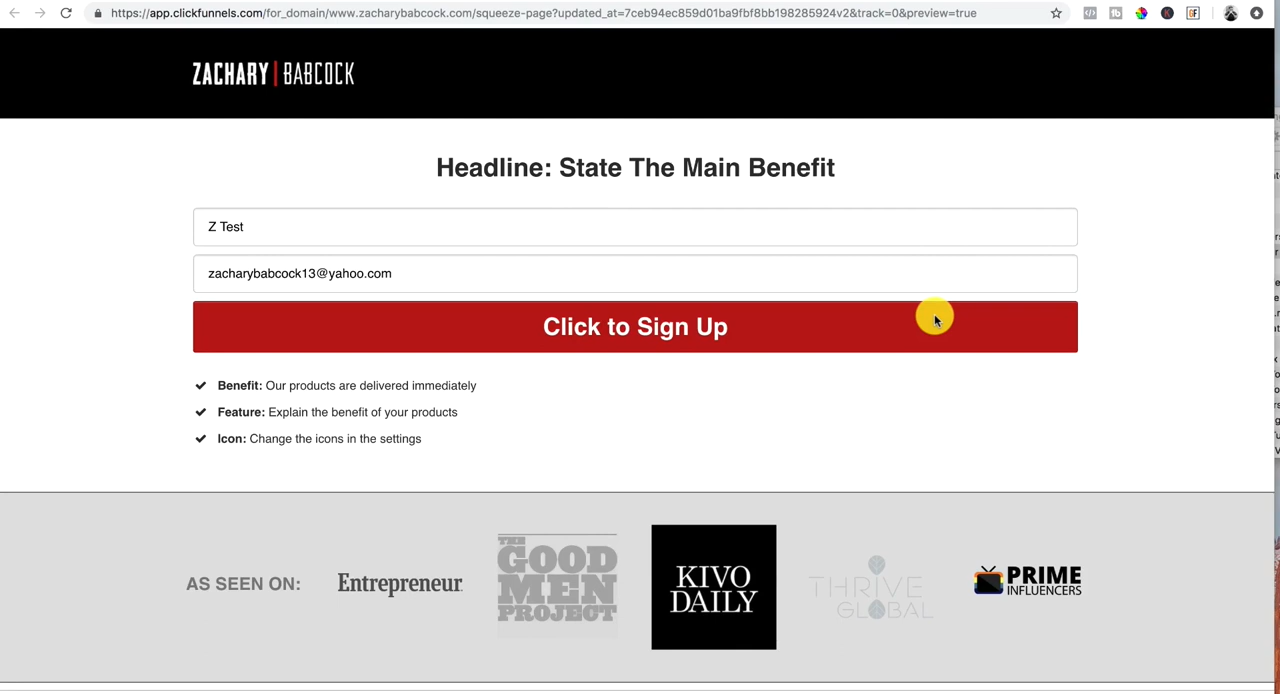 https://app.clickfunnels.com/for_domain/www.zacharybabcock.com/squeeze-page?updated_at=7ceb94ec859d01ba9fbf8bb198285924v2&track=0&preview=true
ZACHARY | BABCOCK
Headline: State The Main Benefit
Z Test
zacharybabcock13@yahoo.com
Click to Sign Up
Benefit: Our products are delivered immediately
Feature: Explain the benefit of your products
Icon: Change the icons in the settings
AS SEEN ON:
Entrepreneur
THE
GOOD
MEN
PROJECT
KIVO
DAILY
THRIVE
GLOBAL
PRIME
INFLUENCERS